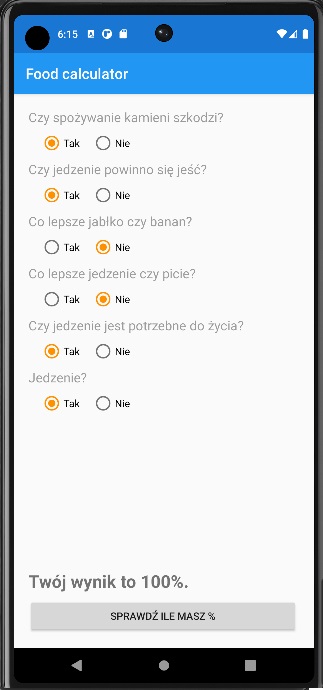 6:15
Food calculator
Czy spożywanie kamieni szkodzi?
Tak Nie
Czy jedzenie powinno się jeść?
Tak Nie
Co lepsze jabłko czy banan?
Tak Nie
Co lepsze jedzenie czy picie?
Tak Nie
Czy jedzenie jest potrzebne do życia?
Tak Nie
Jedzenie?
Tak Nie
Twój wynik to 100%.
SPRAWDŹ ILE MASZ %